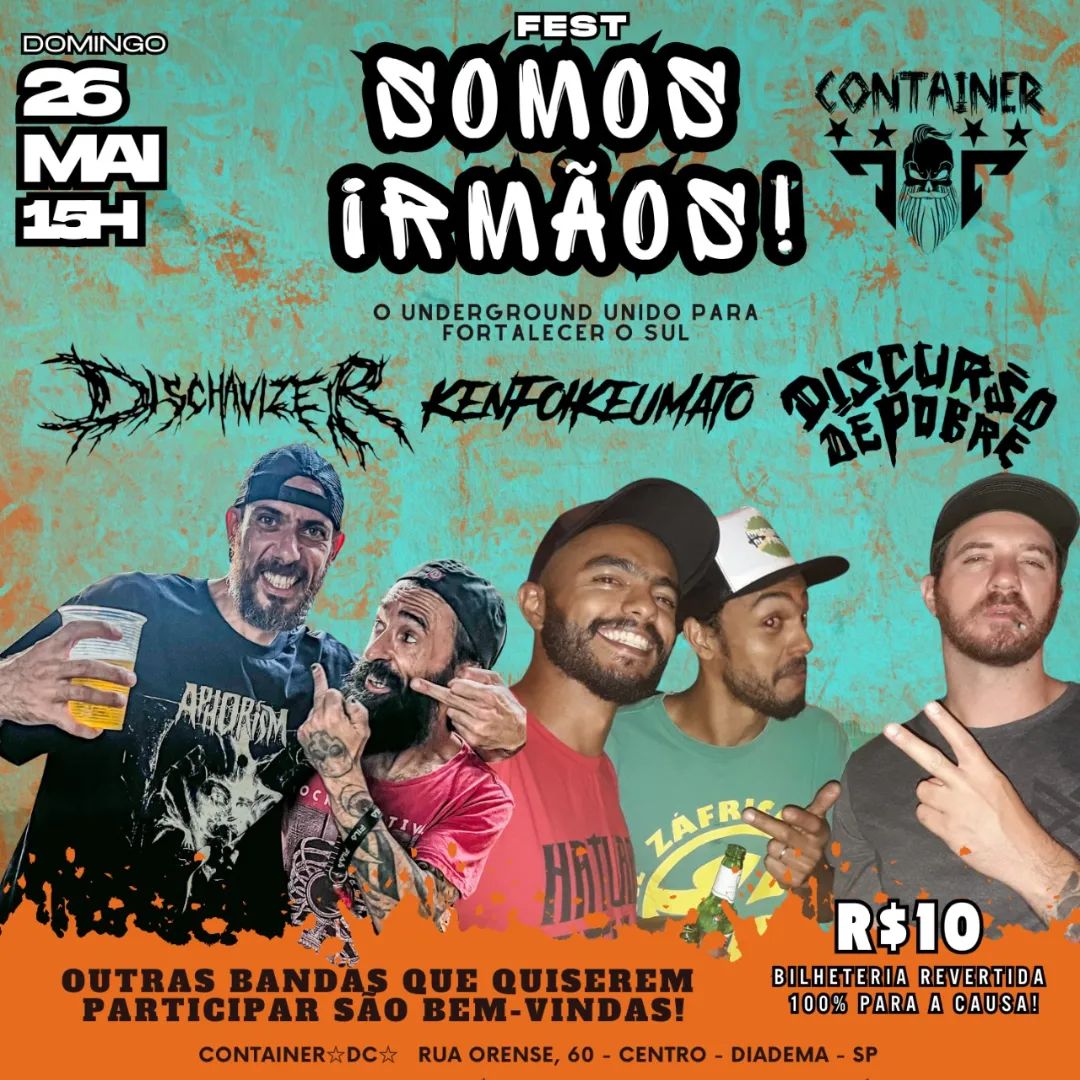 DOMINGO
26
MAI
15H
FEST
SOMOS
IRMÃOS!
CONTAINER
DC
O UNDERGROUND UNIDO PARA
FORTALECER O SUL
DISCHAVIZER
KENFOIKEUMATO
DISCURSO
DE POBRE
APHORISM
ZÁFRIC
R$10
BILHETERIA REVERTIDA
100% PARA A CAUSA!
OUTRAS BANDAS QUE QUISEREM
PARTICIPAR SÃO BEM-VINDAS!
CONTAINER☆DC☆ RUA ORENSE, 60 - CENTRO - DIADEMA - SP